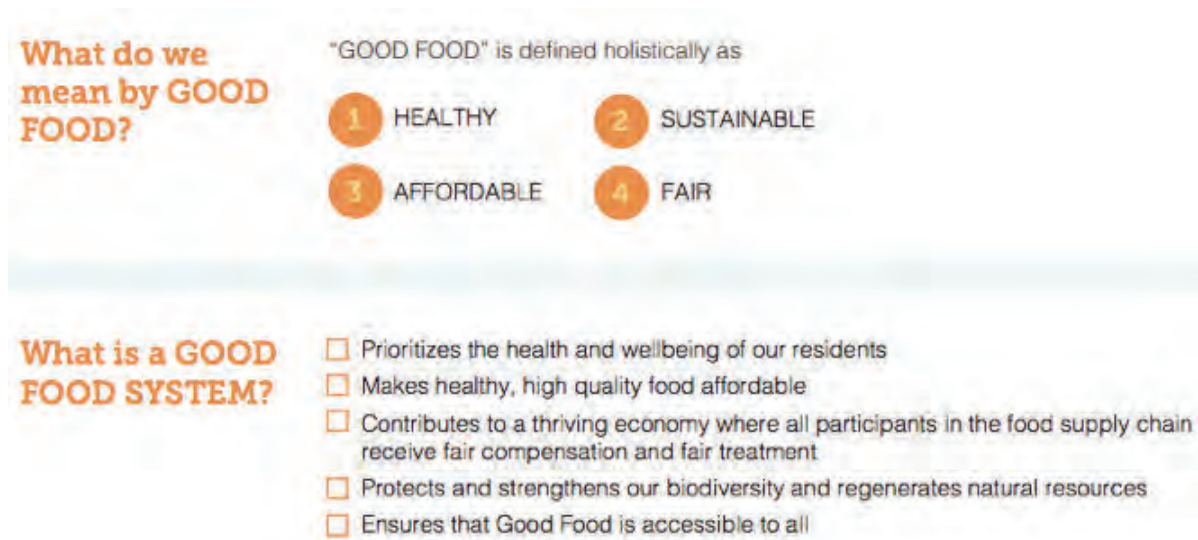 What do we
mean by GOOD
FOOD?
"GOOD FOOD" is defined holistically as
1 HEALTHY
2 SUSTAINABLE
3 AFFORDABLE
4 FAIR
What is a GOOD
FOOD SYSTEM?
Prioritizes the health and wellbeing of our residents
Makes healthy, high quality food affordable
Contributes to a thriving economy where all participants in the food supply chain
receive fair compensation and fair treatment
Protects and strengthens our biodiversity and regenerates natural resources
Ensures that Good Food is accessible to all